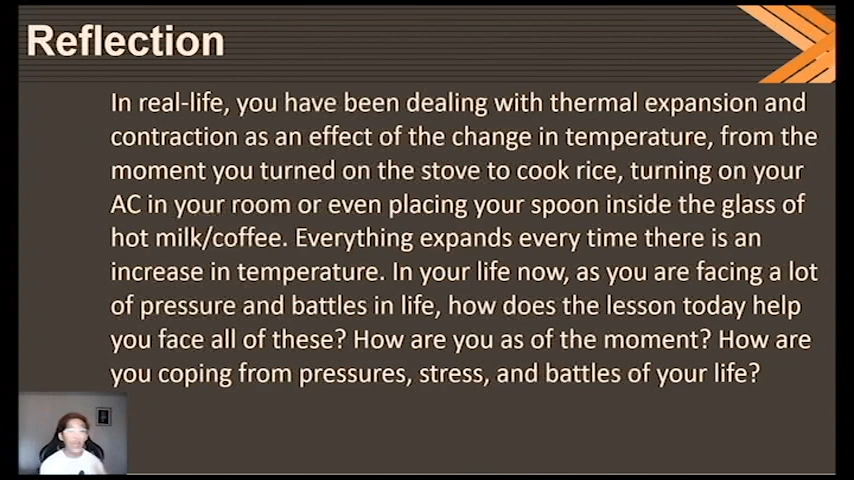 Reflection
In real-life, you have been dealing with thermal expansion and
contraction as an effect of the change in temperature, from the
moment you turned on the stove to cook rice, turning on your
AC in your room or even placing your spoon inside the glass of
hot milk/coffee. Everything expands every time there is an
increase in temperature. In your life now, as you are facing a lot
of pressure and battles in life, how does the lesson today help
you face all of these? How are you as of the moment? How are
you coping from pressures, stress, and battles of your life?